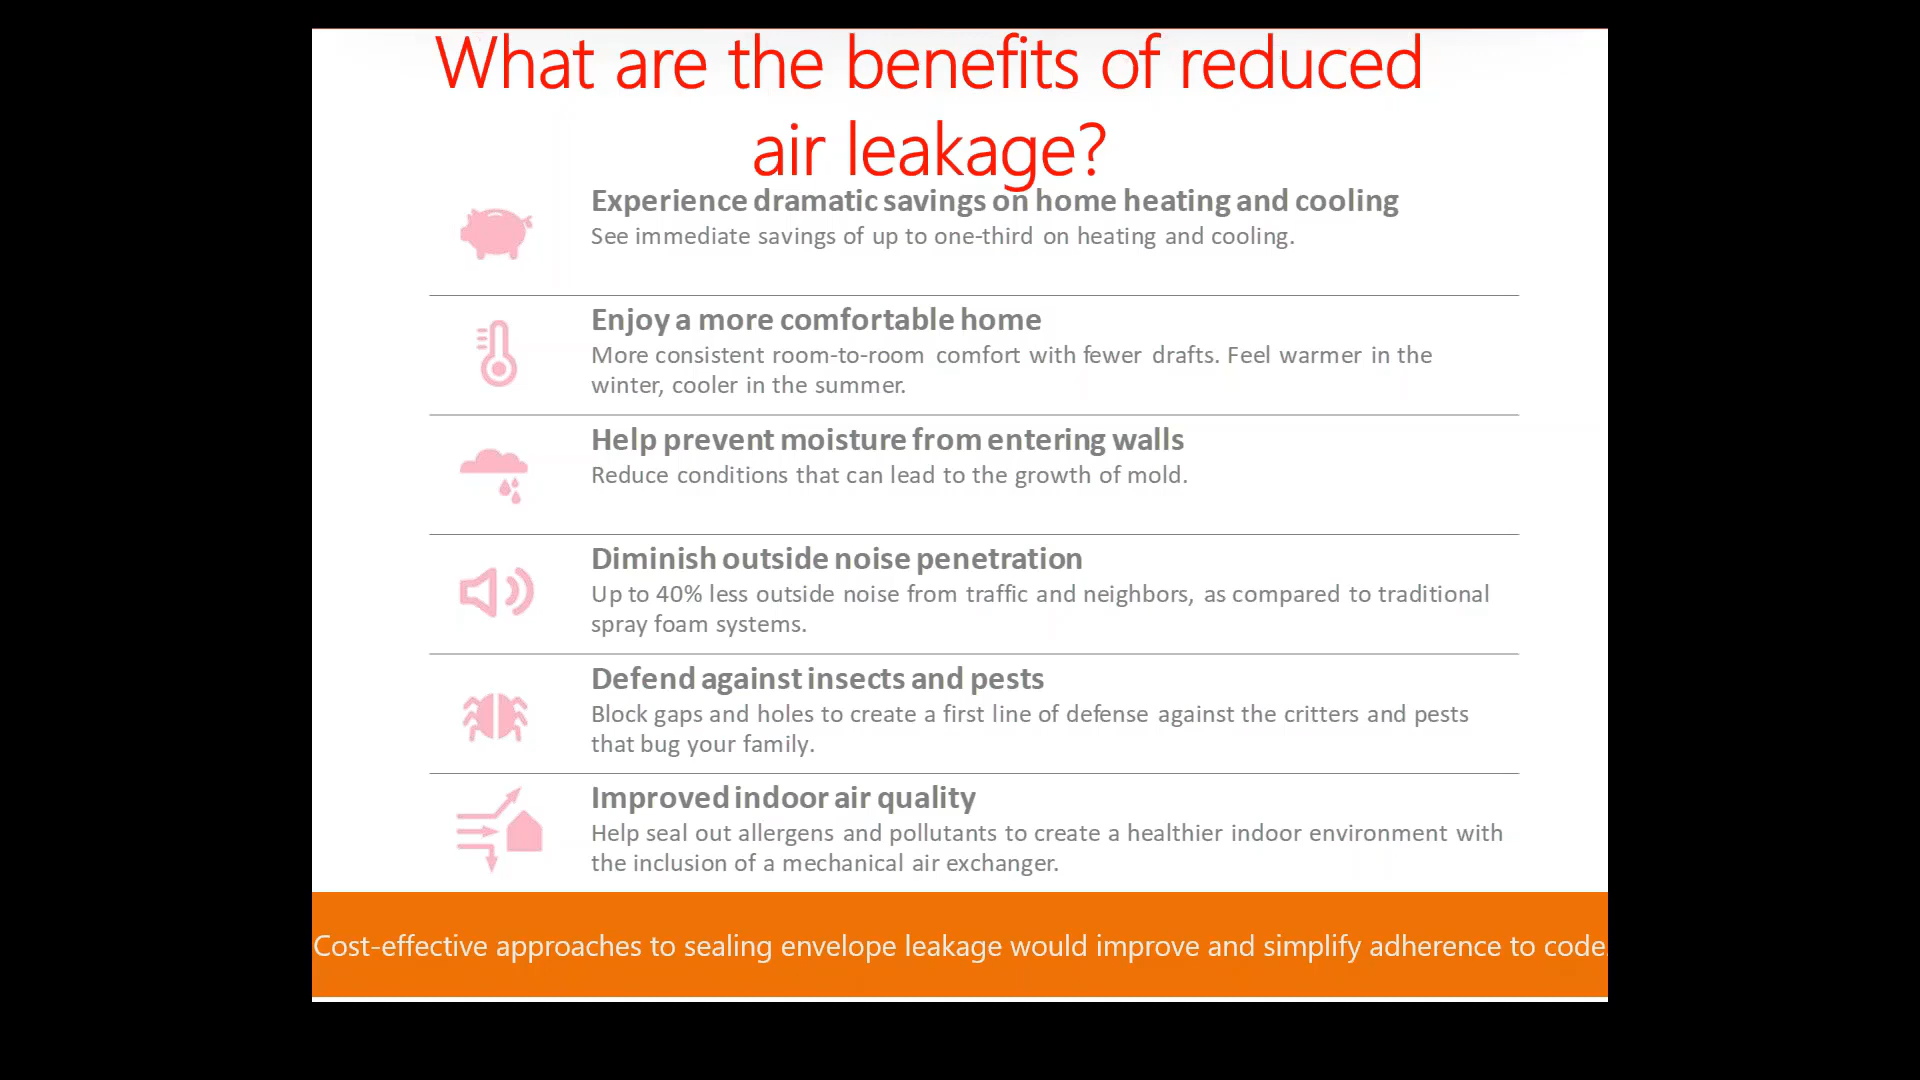 What are the benefits of reduced
air leakage?
Experience dramatic savings on home heating and cooling
See immediate savings of up to one-third on heating and cooling.
Enjoy a more comfortable home
More consistent room-to-room comfort with fewer drafts. Feel warmer in the
winter, cooler in the summer.
Help prevent moisture from entering walls
Reduce conditions that can lead to the growth of mold.
Diminish outside noise penetration
Up to 40% less outside noise from traffic and neighbors, as compared to traditional
spray foam systems.
Defend against insects and pests
Block gaps and holes to create a first line of defense against the critters and pests
that bug your family.
Improved indoor air quality
Help seal out allergens and pollutants to create a healthier indoor environment with
the inclusion of a mechanical air exchanger.
Cost-effective approaches to sealing envelope leakage would improve and simplify adherence to code.